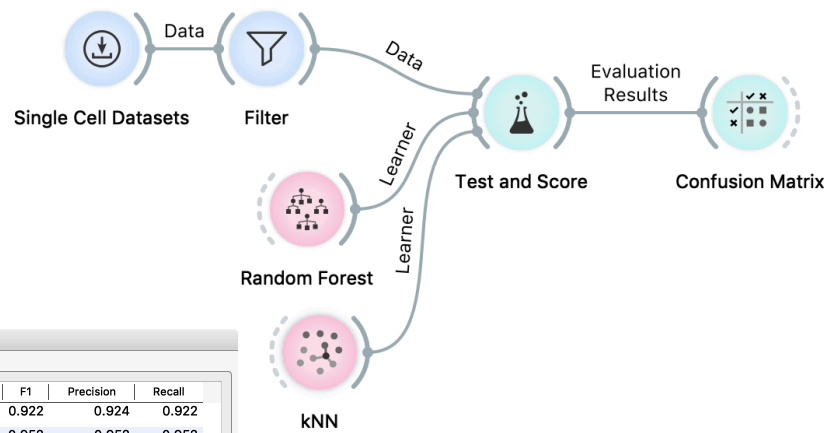 Data
Data
Evaluation
Results
Single Cell Datasets
Filter
Learner
Test and Score
Confusion Matrix
Learner
Random Forest
kNN
F1 Precision Recall
0.922 0.924 0.922